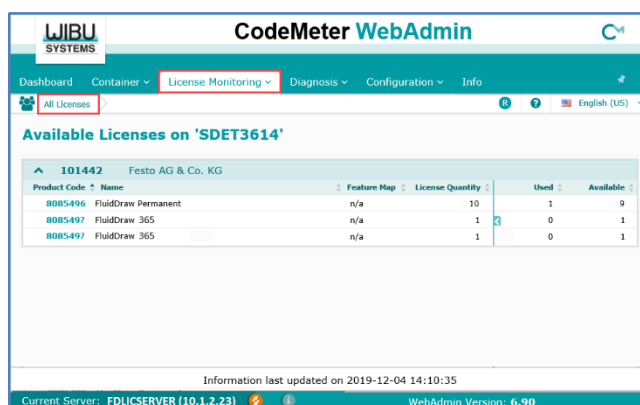 WIBU
SYSTEMS
CodeMeter WebAdmin
Dashboard Container License Monitoring Diagnosis Configuration Info
All Licenses R ? English (US)
Available Licenses on 'SDET3614'
101442 Festo AG & Co. KG
Product Code Name Feature Map License Quantity Used Available
8085496 FluidDraw Permanent n/a 10 1 9
8085497 FluidDraw 365 n/a 1 0 1
8085497 FluidDraw 365 n/a 1 0 1
Information last updated on 2019-12-04 14:10:35
Current Server: FDLICSERVER (10.1.2.23) WebAdmin Version: 6.90